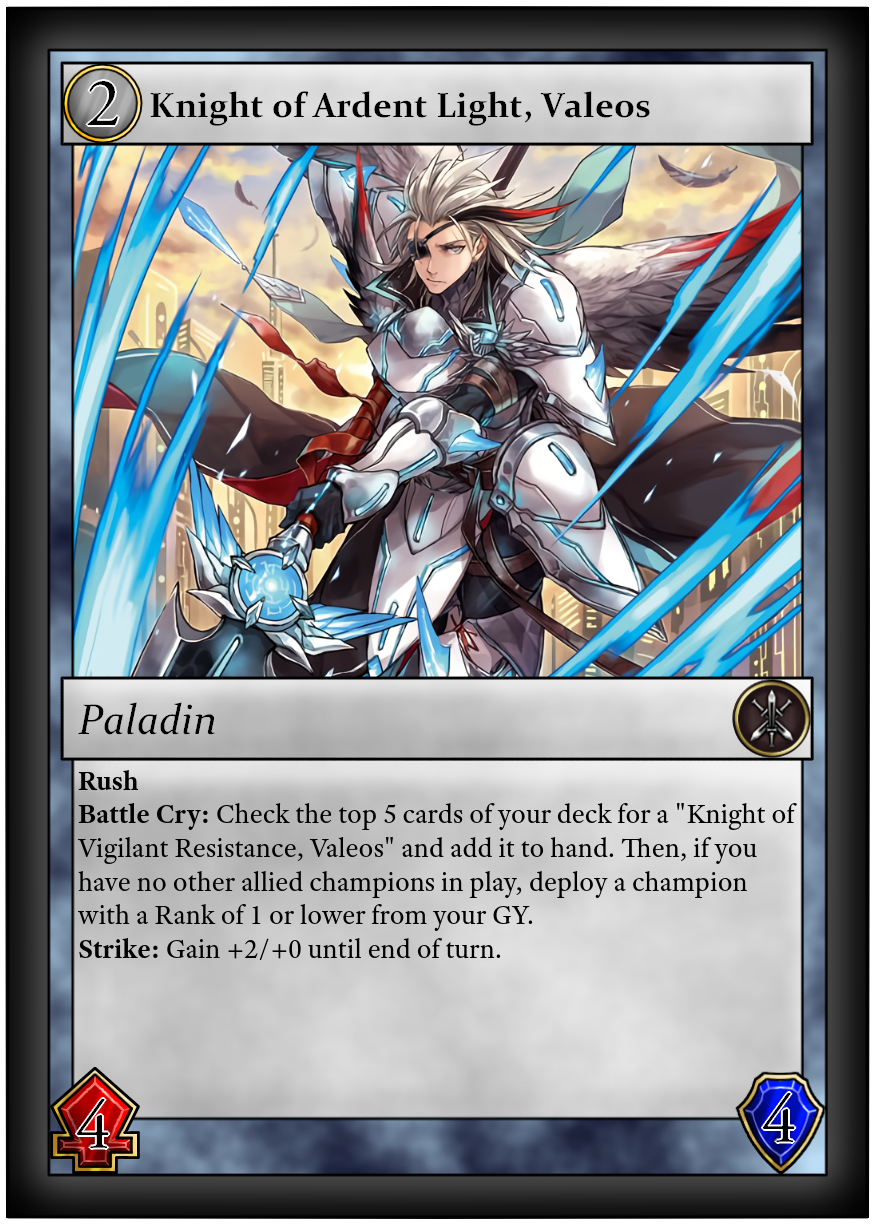 2
Knight of Ardent Light, Valeos
Paladin
Rush
Battle Cry: Check the top 5 cards of your deck for a "Knight of
Vigilant Resistance, Valeos" and add it to hand. Then, if you
have no other allied champions in play, deploy a champion
with a Rank of 1 or lower from your GY.
Strike: Gain +2/+0 until end of turn.
4
4